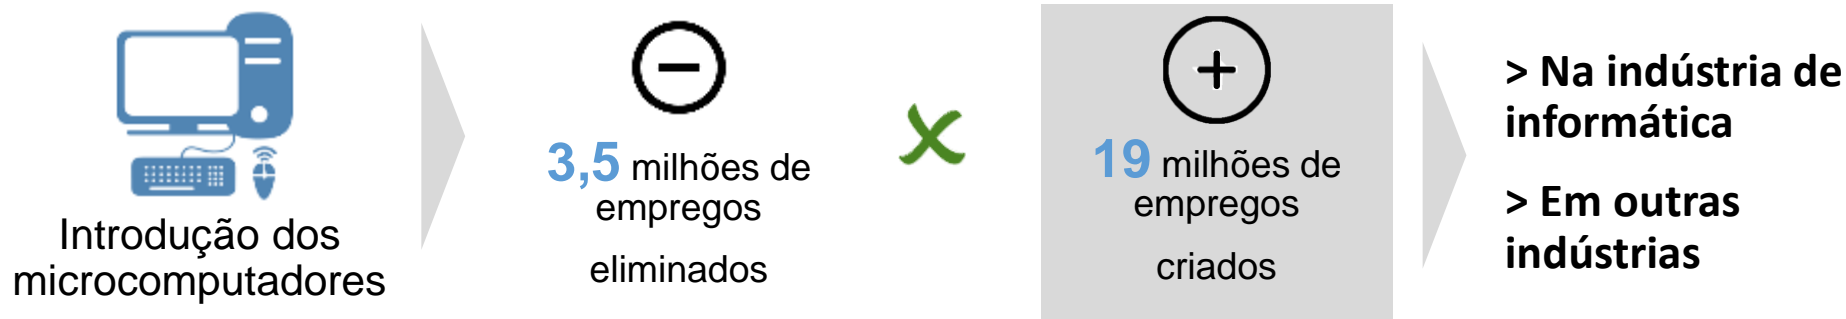 Introdução dos
microcomputadores
3,5 milhões de
empregos
eliminados
19 milhões de
empregos
criados
> Na indústria de
informática
> Em outras
indústrias